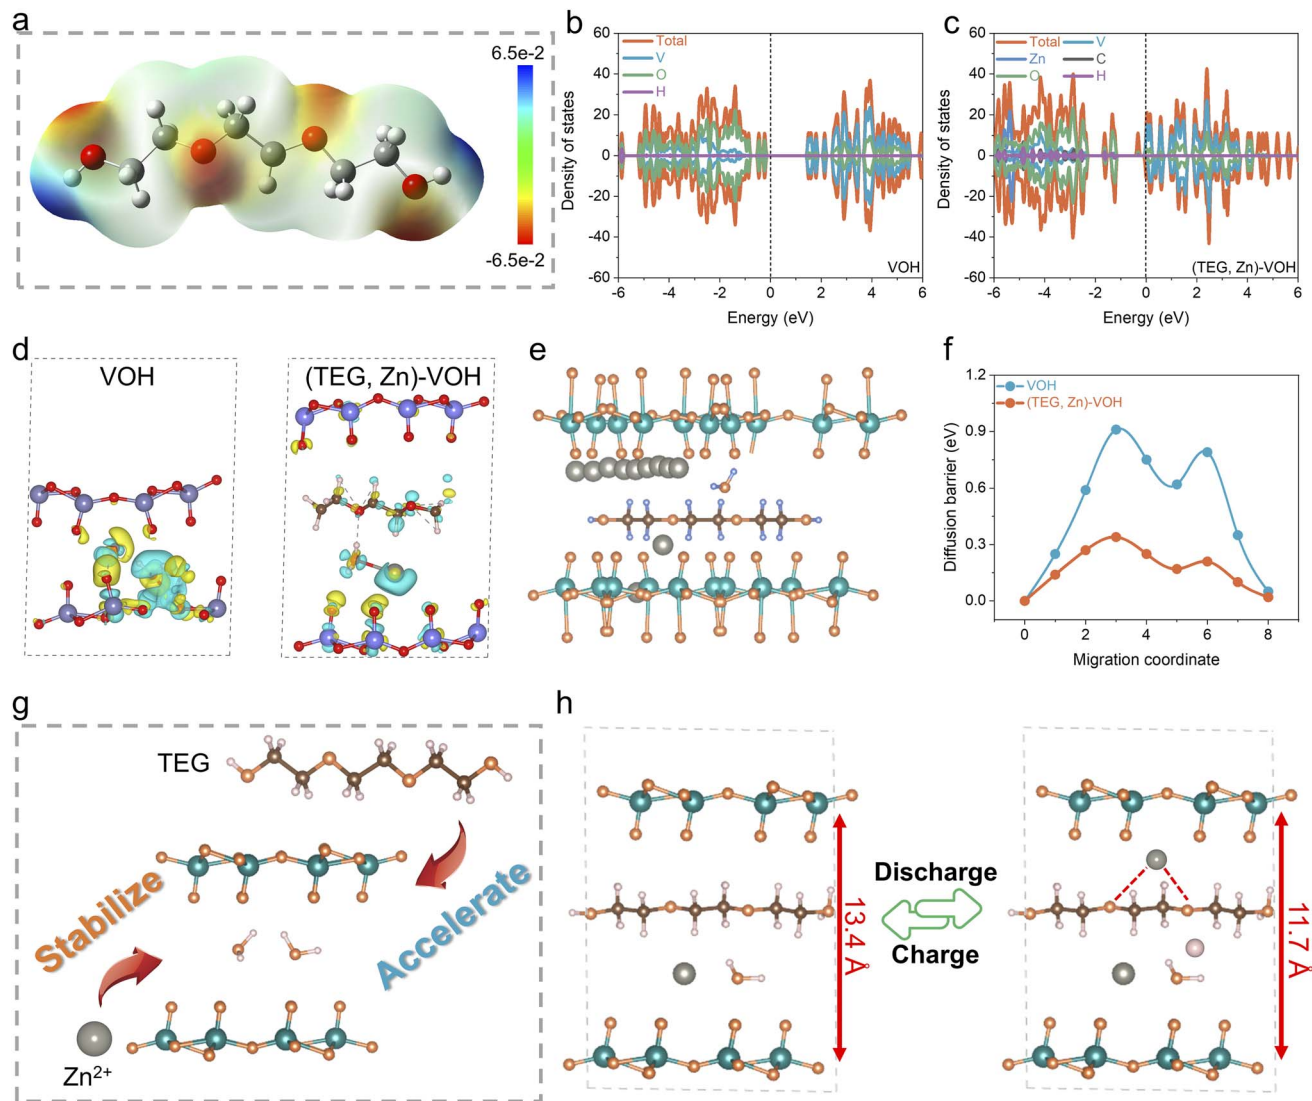 a
6.5e-2
-6.5e-2
b
Total
V
O
H
60
40
20
0
-20
-40
-60
Density of states
-6 -4 -2 0 2 4 6
Energy (eV)
VOH
c
Total V
Zn C
O H
60
40
20
0
-20
-40
-60
Density of states
-6 -4 -2 0 2 4 6
Energy (eV)
(TEG, Zn)-VOH
d
VOH
(TEG, Zn)-VOH
e
f
VOH
(TEG, Zn)-VOH
1.2
0.9
0.6
0.3
0.0
Diffusion barrier (eV)
0 2 4 6 8
Migration coordinate
g
TEG
Stabilize
Accelerate
Zn²⁺
h
13.4 Å
Discharge
Charge
11.7 Å